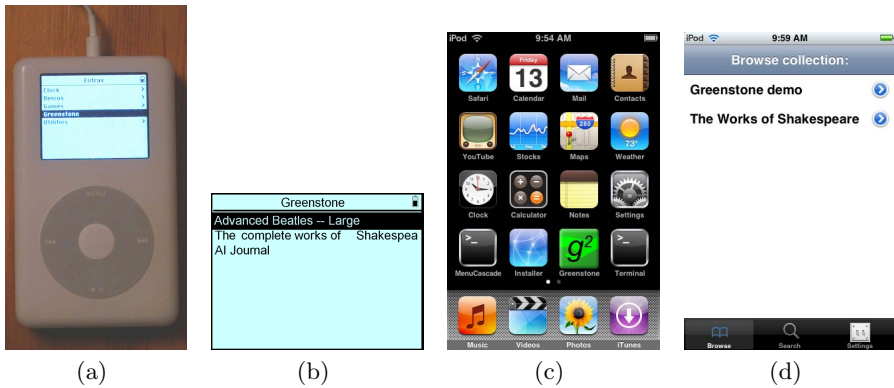 Extras
Clock
Demos
Games
Greenstone
Utilities
MENU
(a)
Greenstone
Advanced Beatles -- Large
The complete works of Shakespea
AI Journal
(b)
iPod 9:54 AM
Friday
13 280 73°
Safari Calendar Mail Contacts
YouTube Stocks Maps Weather
Clock Calculator Notes Settings
>_ g² >_
MenuCascade Installer Greenstone Terminal
Music Videos Photos iTunes
(c)
iPod 9:59 AM
Browse collection:
Greenstone demo
The Works of Shakespeare
Browse Search Settings
(d)